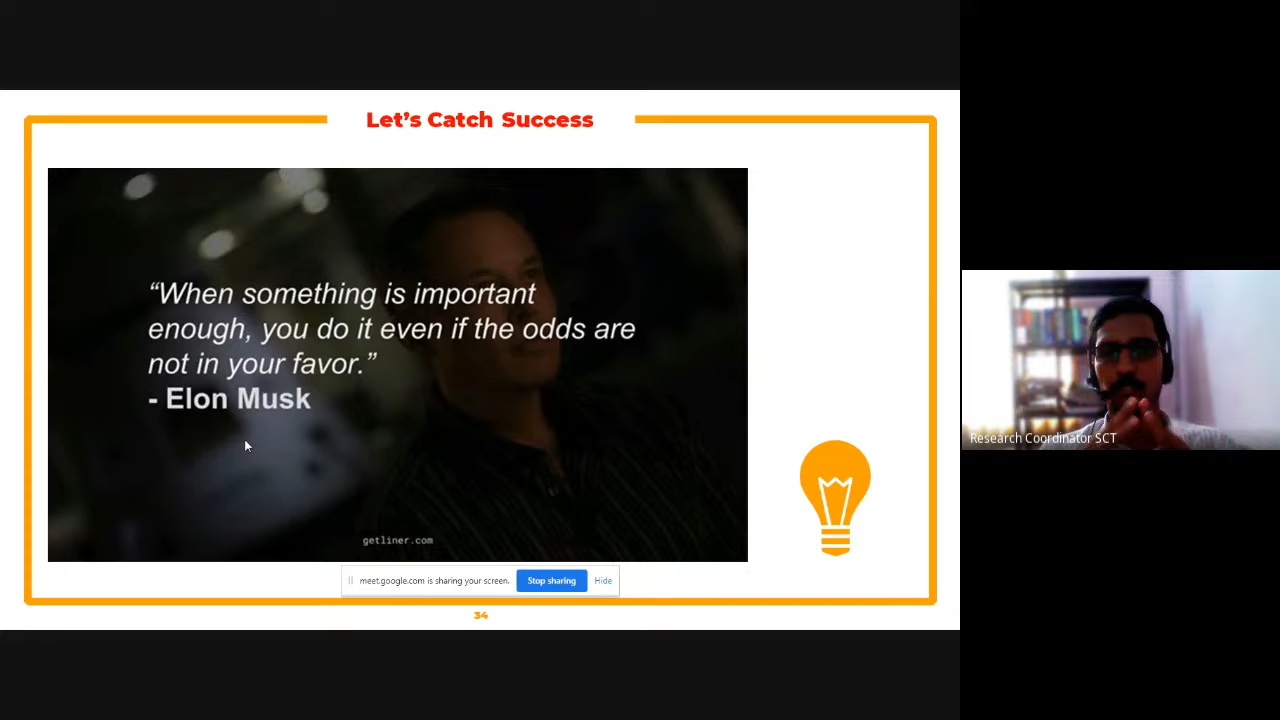 Let's Catch Success
“When something is important
enough, you do it even if the odds are
not in your favor.”
- Elon Musk
getliner.com
meet.google.com is sharing your screen. Stop sharing Hide
34
Research Coordinator SCT